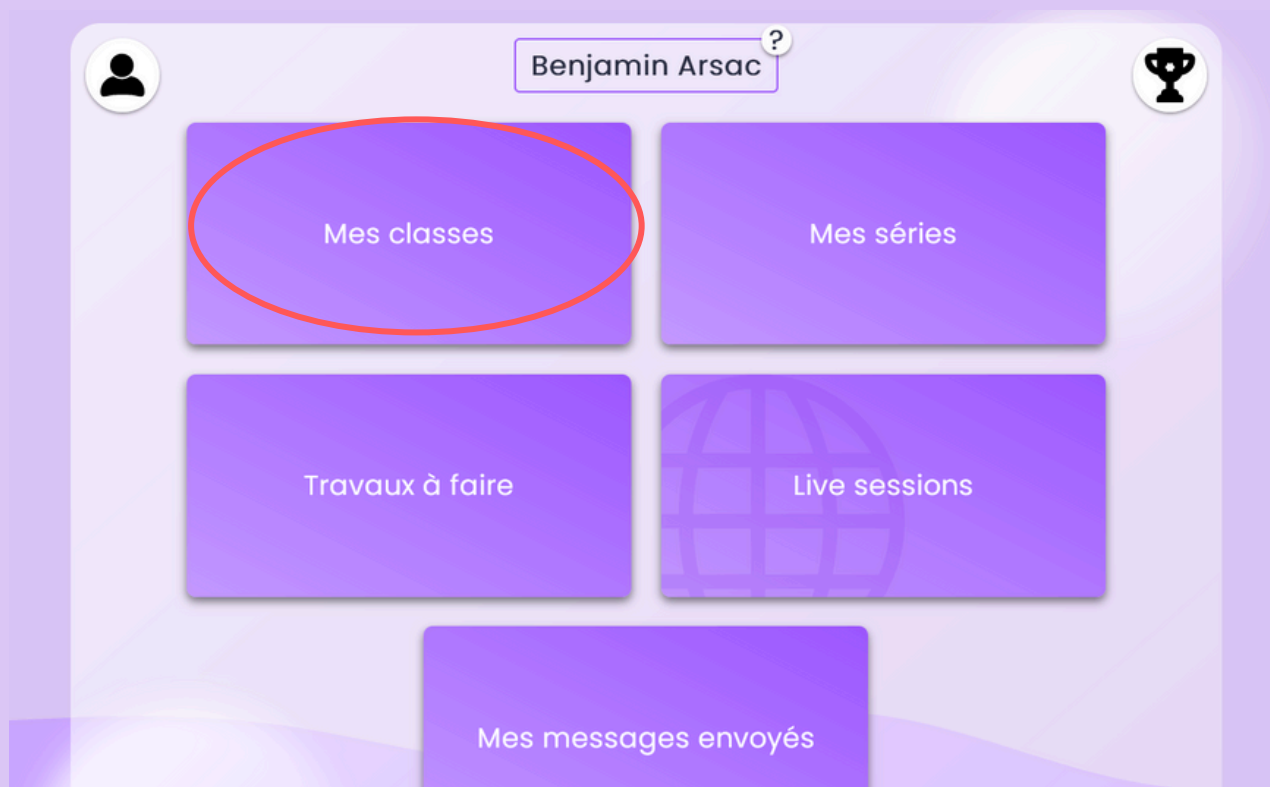 Benjamin Arsac
?
Mes classes
Mes séries
Travaux à faire
Live sessions
Mes messages envoyés